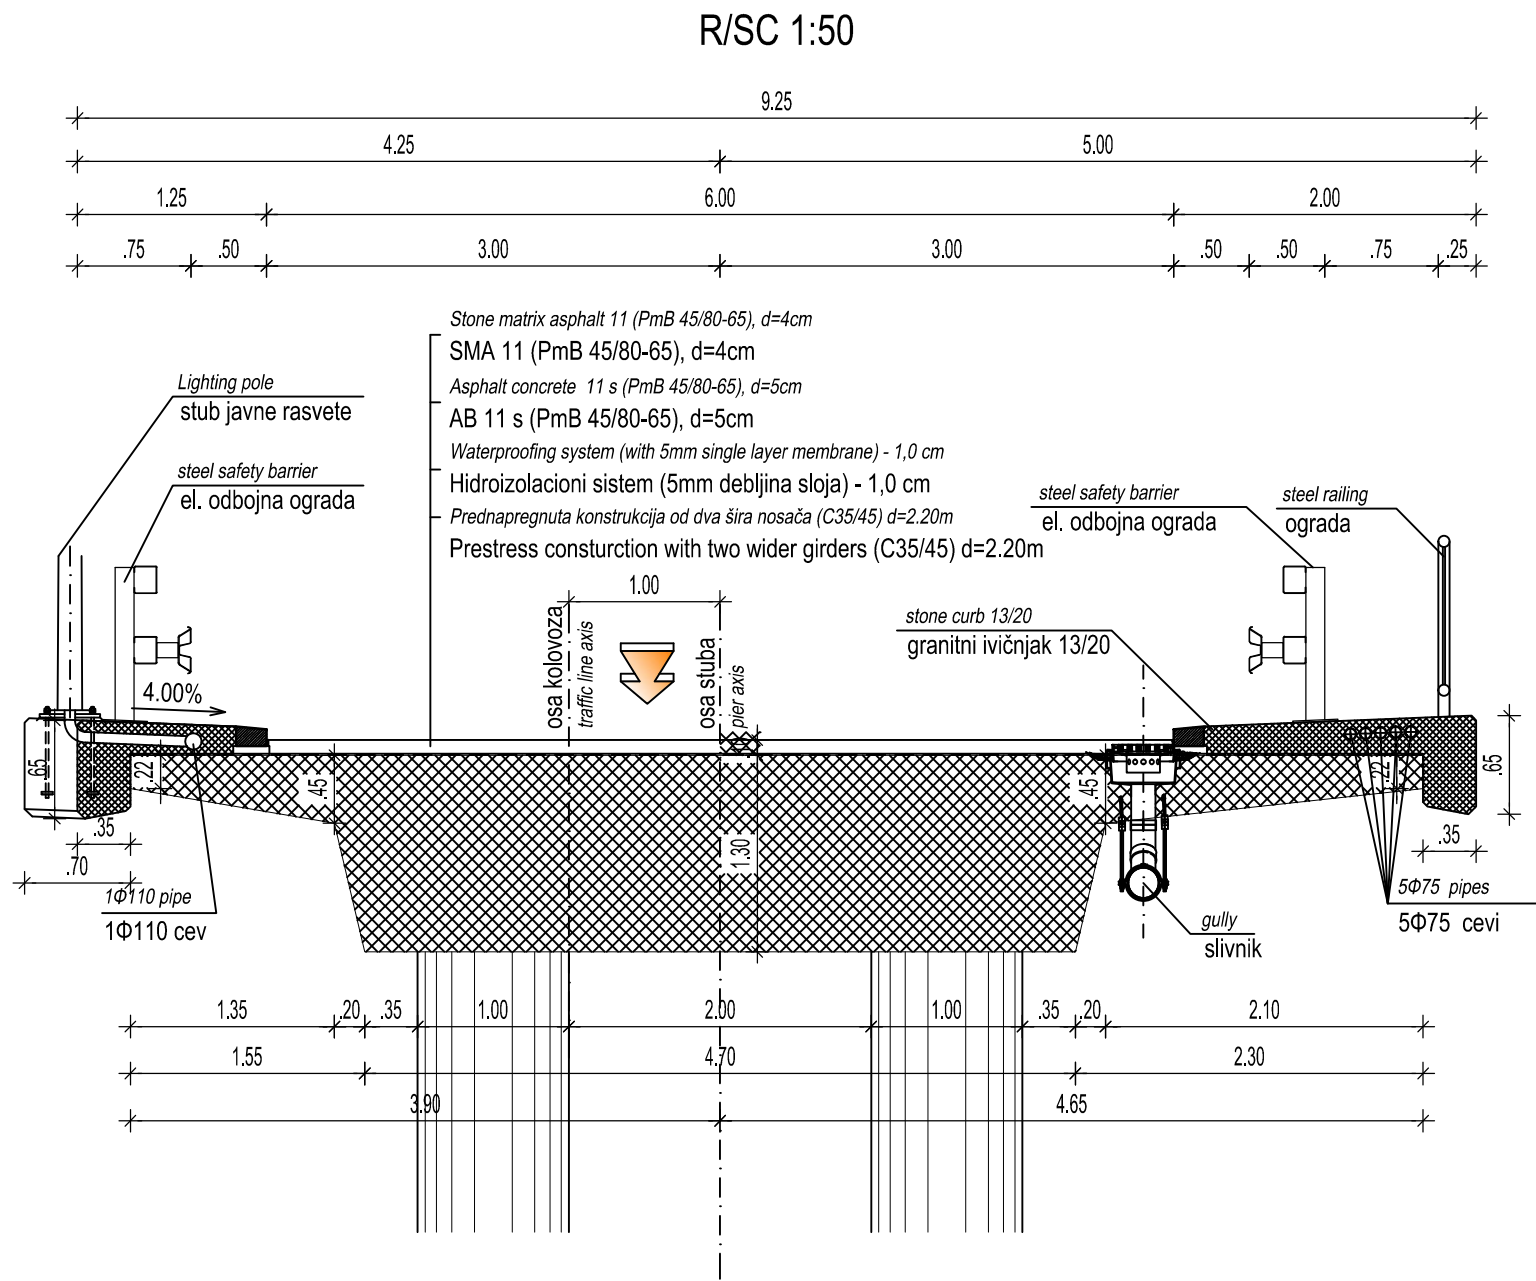 R/SC 1:50
9.25
4.25 5.00
1.25 6.00 2.00
.75 .50 3.00 3.00 .50 .50 .75 .25
Stone matrix asphalt 11 (PmB 45/80-65), d=4cm
SMA 11 (PmB 45/80-65), d=4cm
Asphalt concrete 11 s (PmB 45/80-65), d=5cm
AB 11 s (PmB 45/80-65), d=5cm
Waterproofing system (with 5mm single layer membrane) - 1,0 cm
Hidroizolacioni sistem (5mm debljina sloja) - 1,0 cm
Prednapregnuta konstrukcija od dva šira nosača (C35/45) d=2.20m
Prestress consturction with two wider girders (C35/45) d=2.20m
Lighting pole
stub javne rasvete
steel safety barrier
el. odbojna ograda
steel safety barrier
el. odbojna ograda
steel railing
ograda
1.00
osa kolovoza
traffic line axis
osa stuba
pier axis
stone curb 13/20
granitni ivičnjak 13/20
4.00%
.65
.22
.45
1.30
.45
.22
.65
.35
.70
.35
1Φ110 pipe
1Φ110 cev
gully
slivnik
5Φ75 pipes
5Φ75 cevi
1.35 .20 .35 1.00 2.00 1.00 .35 .20 2.10
1.55 4.70 2.30
3.90 4.65